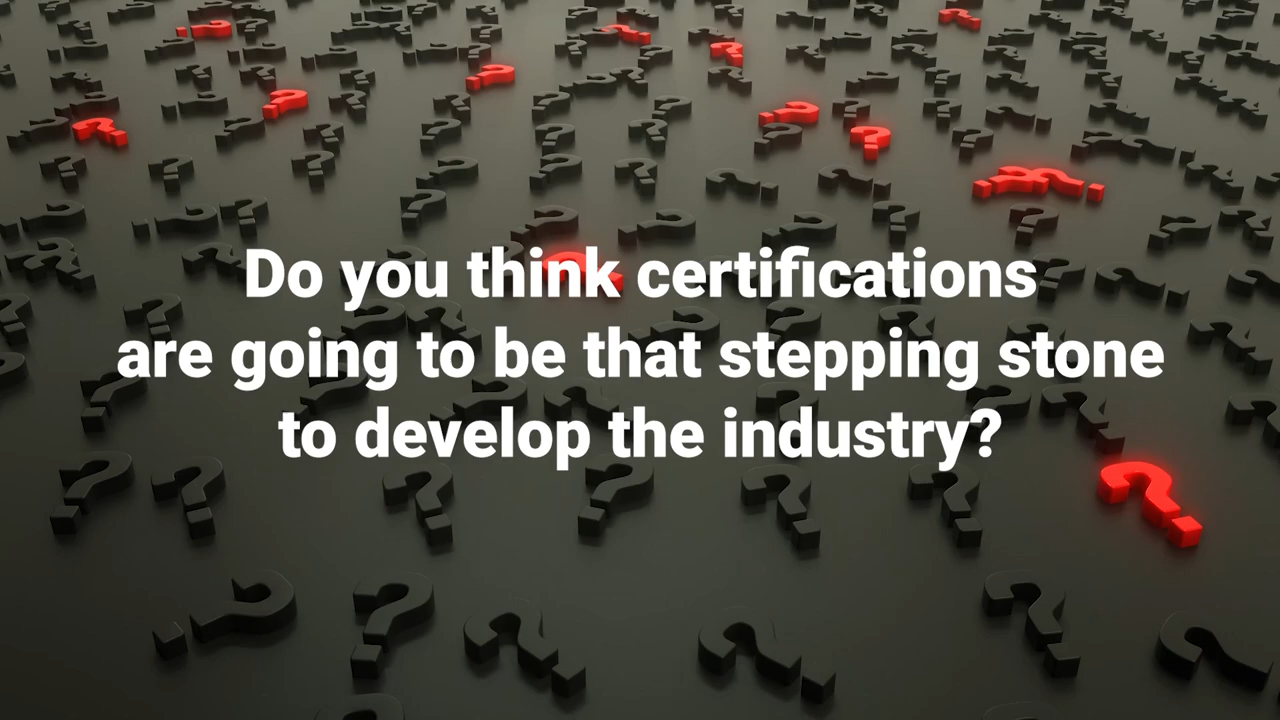 Do you think certifications
are going to be that stepping stone
to develop the industry?